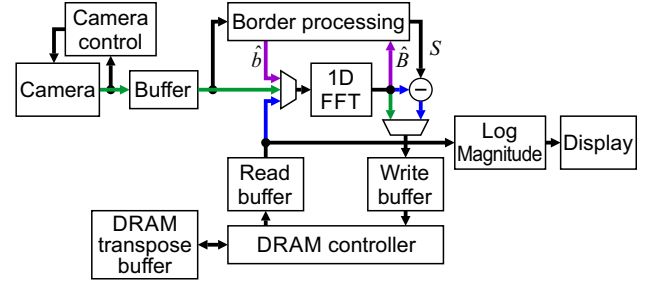 Camera
control
Border processing
b̂
B̂
S
Camera
Buffer
1D
FFT
−
Read
buffer
Write
buffer
Log
Magnitude
Display
DRAM
transpose
buffer
DRAM controller